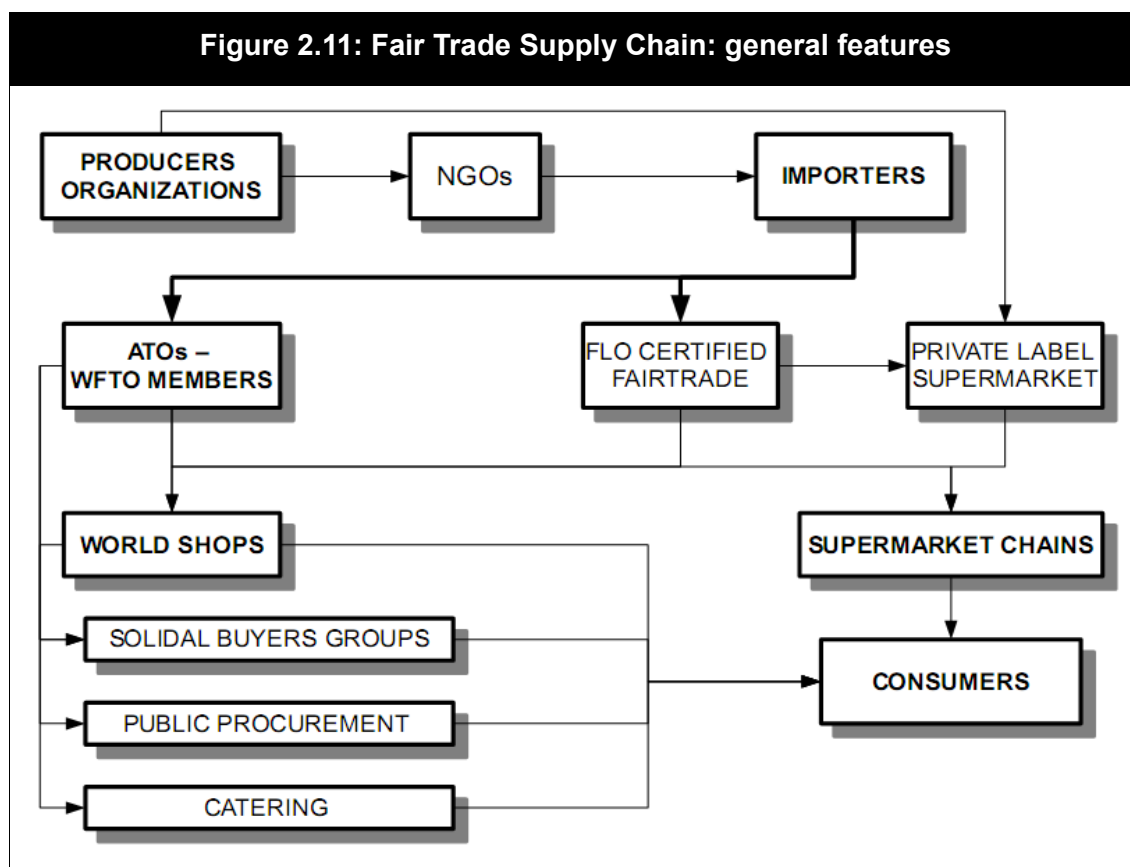 Figure 2.11: Fair Trade Supply Chain: general features
PRODUCERS
ORGANIZATIONS
NGOs
IMPORTERS
ATOs –
WFTO MEMBERS
FLO CERTIFIED
FAIRTRADE
PRIVATE LABEL
SUPERMARKET
WORLD SHOPS
SUPERMARKET CHAINS
SOLIDAL BUYERS GROUPS
CONSUMERS
PUBLIC PROCUREMENT
CATERING